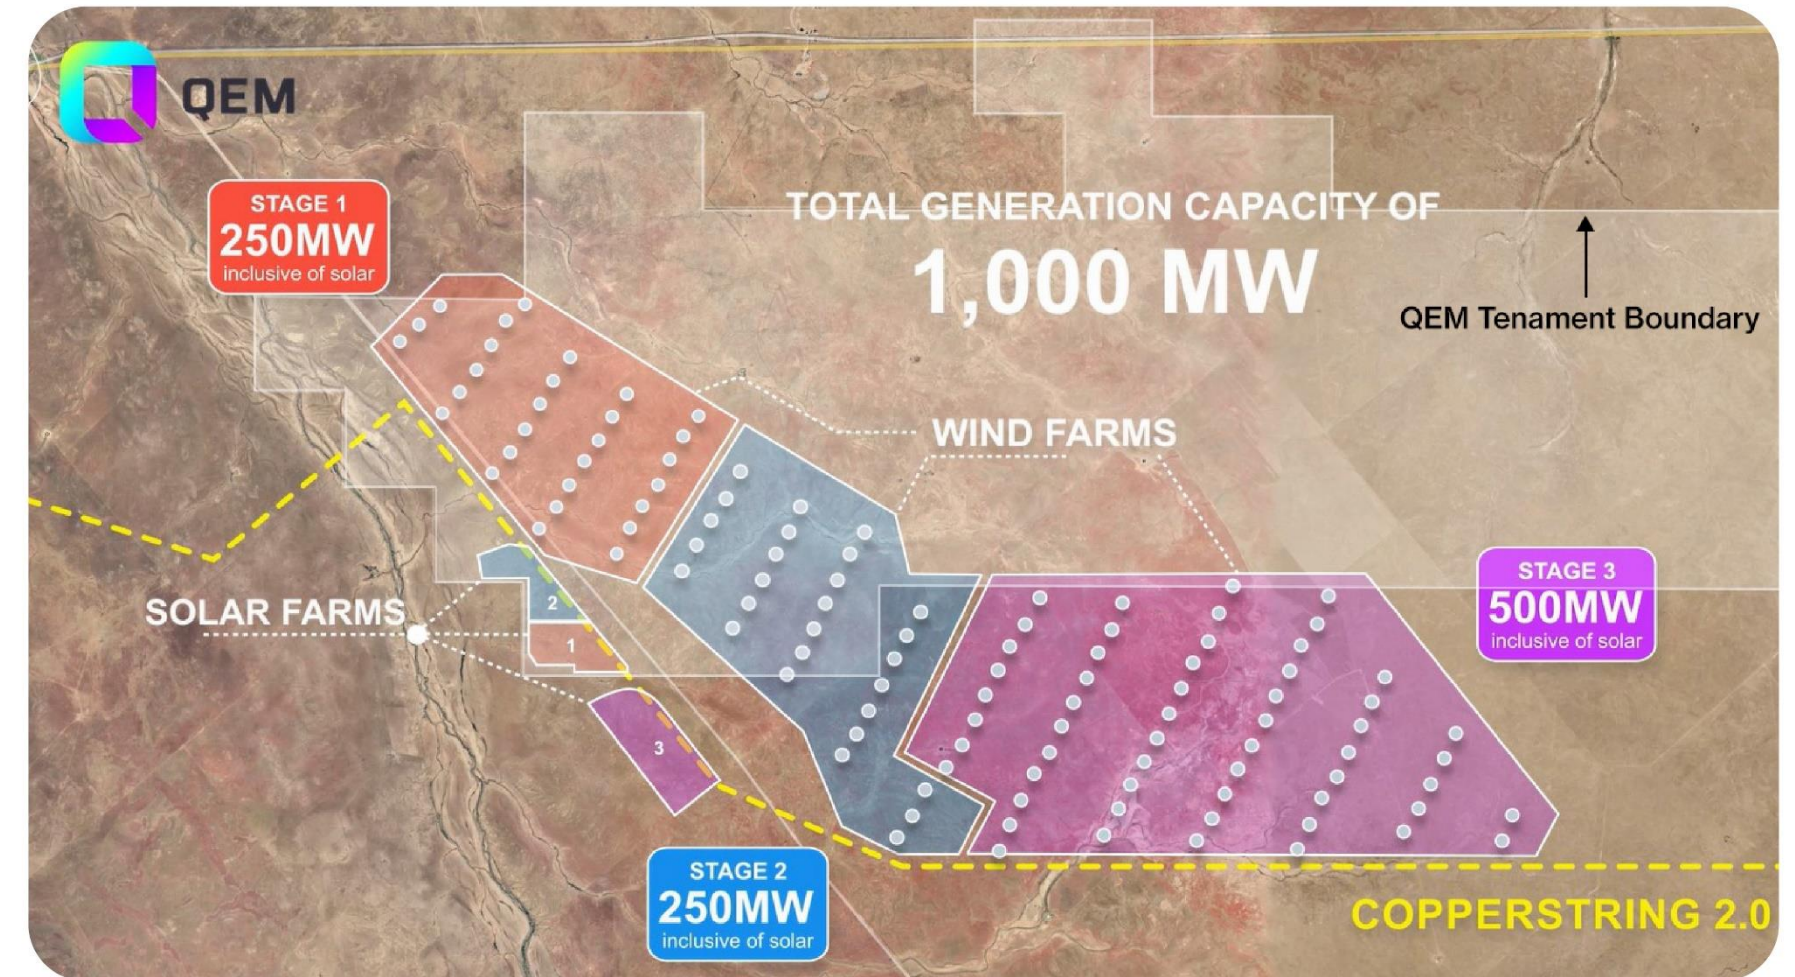 QEM
STAGE 1
250MW
inclusive of solar
TOTAL GENERATION CAPACITY OF
1,000 MW
QEM Tenament Boundary
WIND FARMS
SOLAR FARMS
2
1
3
STAGE 3
500MW
inclusive of solar
STAGE 2
250MW
inclusive of solar
COPPERSTRING 2.0